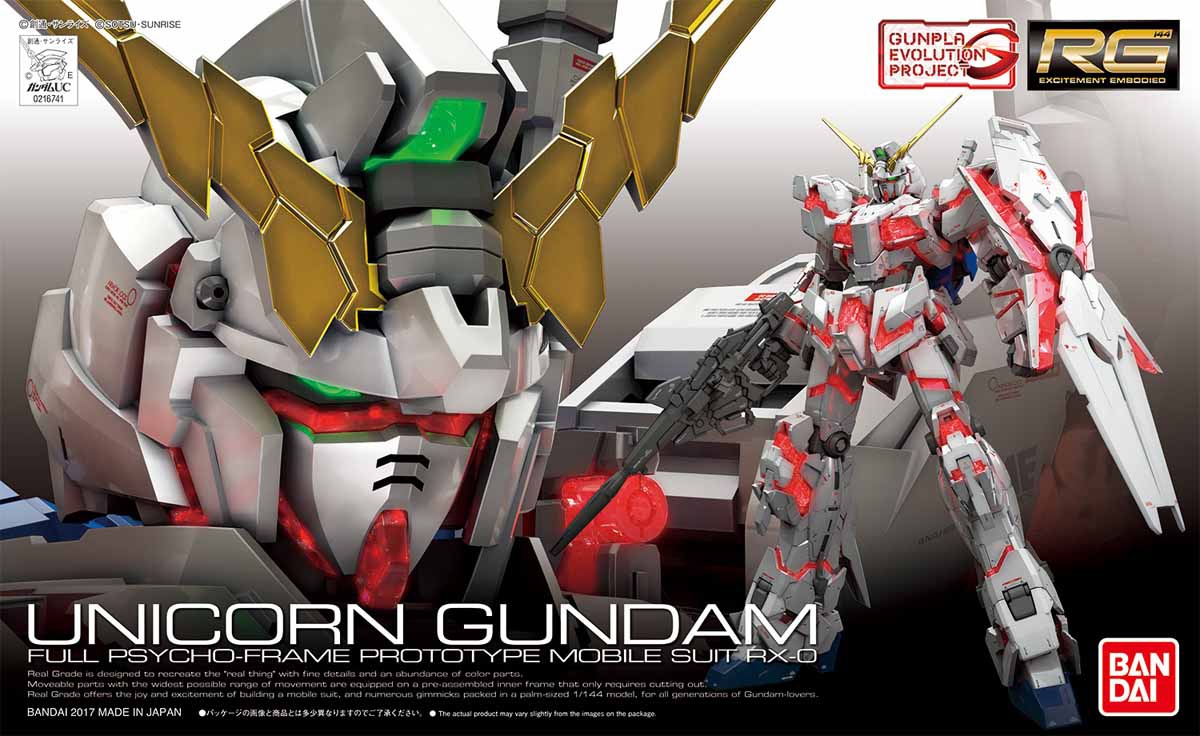 ©創通・サンライズ ©SOTSU・SUNRISE
創通・サンライズ
© E
ガンダムUC
0216741
GUNPLA
EVOLUTION
PROJECT
RG
144
EXCITEMENT EMBODIED
UNICORN GUNDAM
FULL PSYCHO-FRAME PROTOTYPE MOBILE SUIT RX-0
Real Grade is designed to recreate the "real thing" with fine details and an abundance of color parts.
Moveable parts with the widest possible range of movement are equipped on a pre-assembled inner frame that only requires cutting out.
Real Grade offers the joy and excitement of building a mobile suit, and numerous gimmicks packed in a palm-sized 1/144 model, for all generations of Gundam-lovers.
BANDAI 2017 MADE IN JAPAN ●パッケージの画像と商品とは多少異なりますのでご了承ください。 ● The actual product may vary slightly from the images on the package.
BAN
DAI